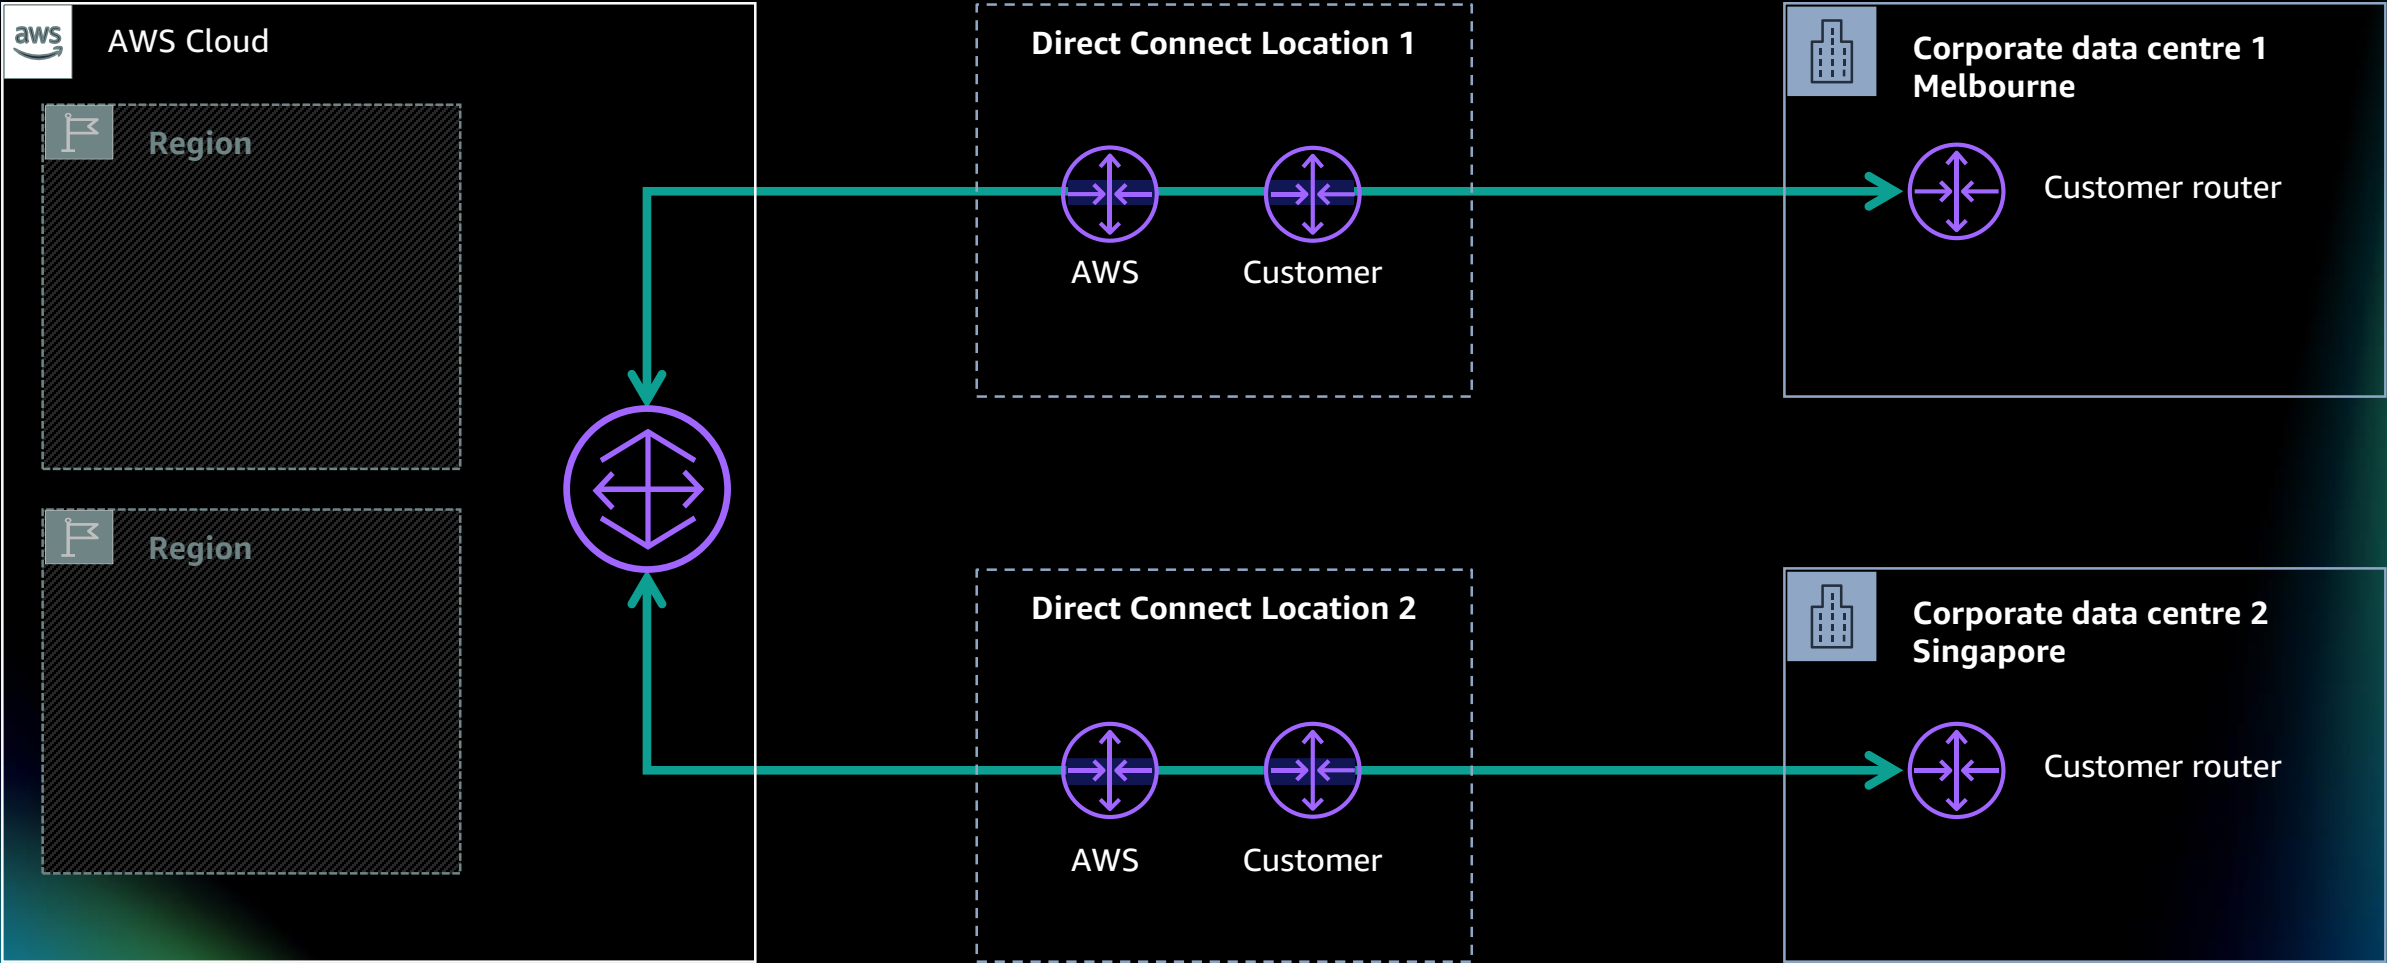 aws
AWS Cloud
Region
Region
Direct Connect Location 1
AWS
Customer
Corporate data centre 1
Melbourne
Customer router
Direct Connect Location 2
AWS
Customer
Corporate data centre 2
Singapore
Customer router